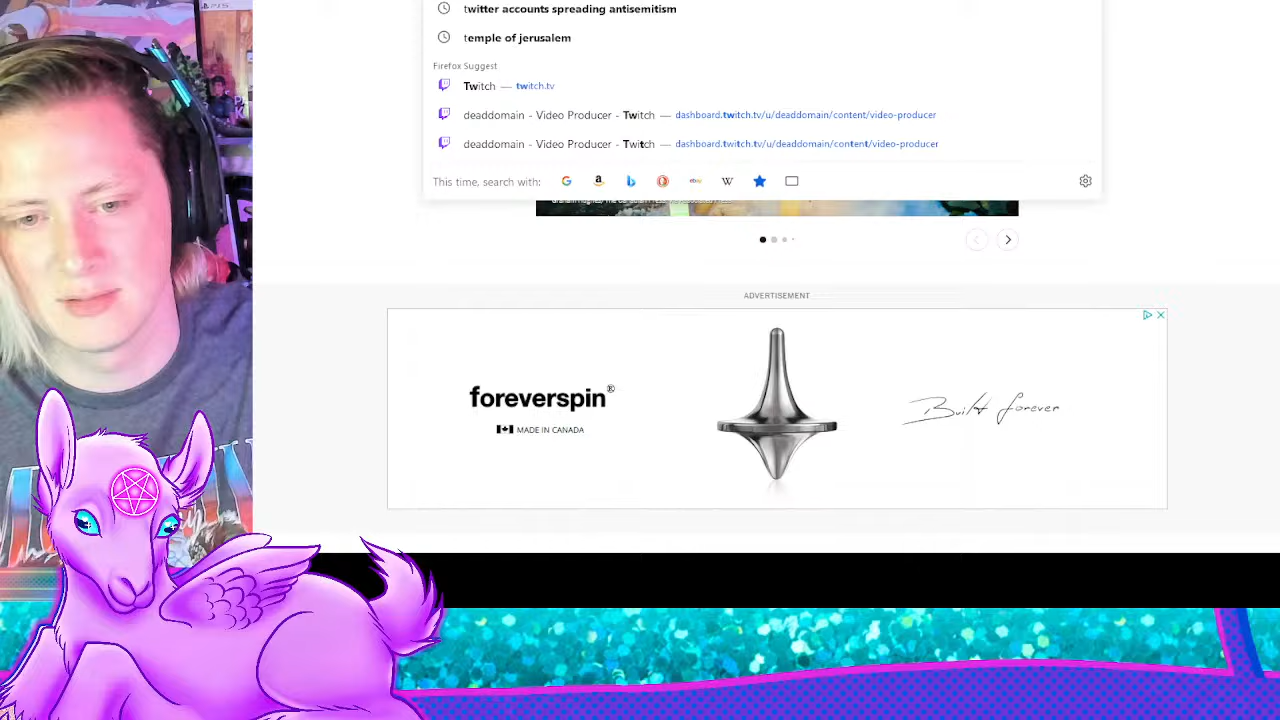 twitter accounts spreading antisemitism
temple of jerusalem
Firefox Suggest
Twitch — twitch.tv
deaddomain - Video Producer - Twitch — dashboard.twitch.tv/u/deaddomain/content/video-producer
deaddomain - Video Producer - Twitch — dashboard.twitch.tv/u/deaddomain/content/video-producer
This time, search with:
ADVERTISEMENT
foreverspin®
MADE IN CANADA
Built forever